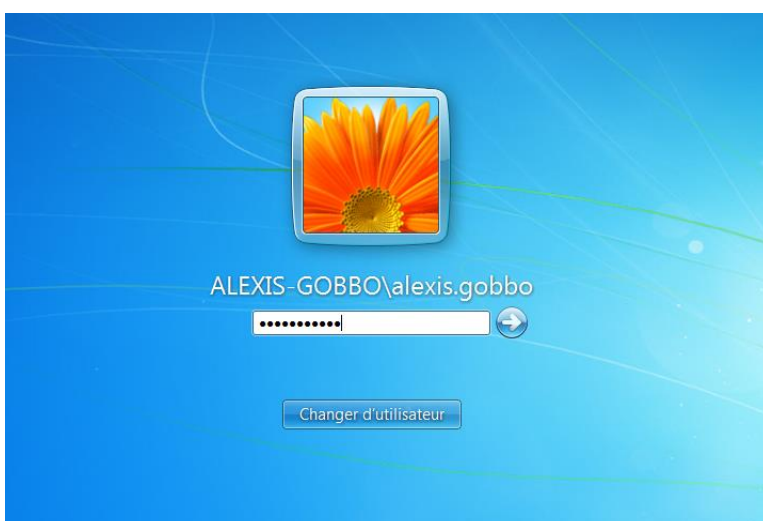 ALEXIS-GOBBO\alexis.gobbo
•••••••••••
Changer d'utilisateur